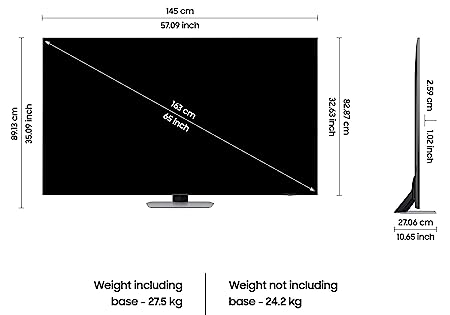 145 cm
57.09 inch
89.13 cm
35.09 inch
163 cm
65 inch
32.63 inch
82.87 cm
2.59 cm
1.02 inch
27.06 cm
10.65 inch
Weight including
base - 27.5 kg
Weight not including
base - 24.2 kg